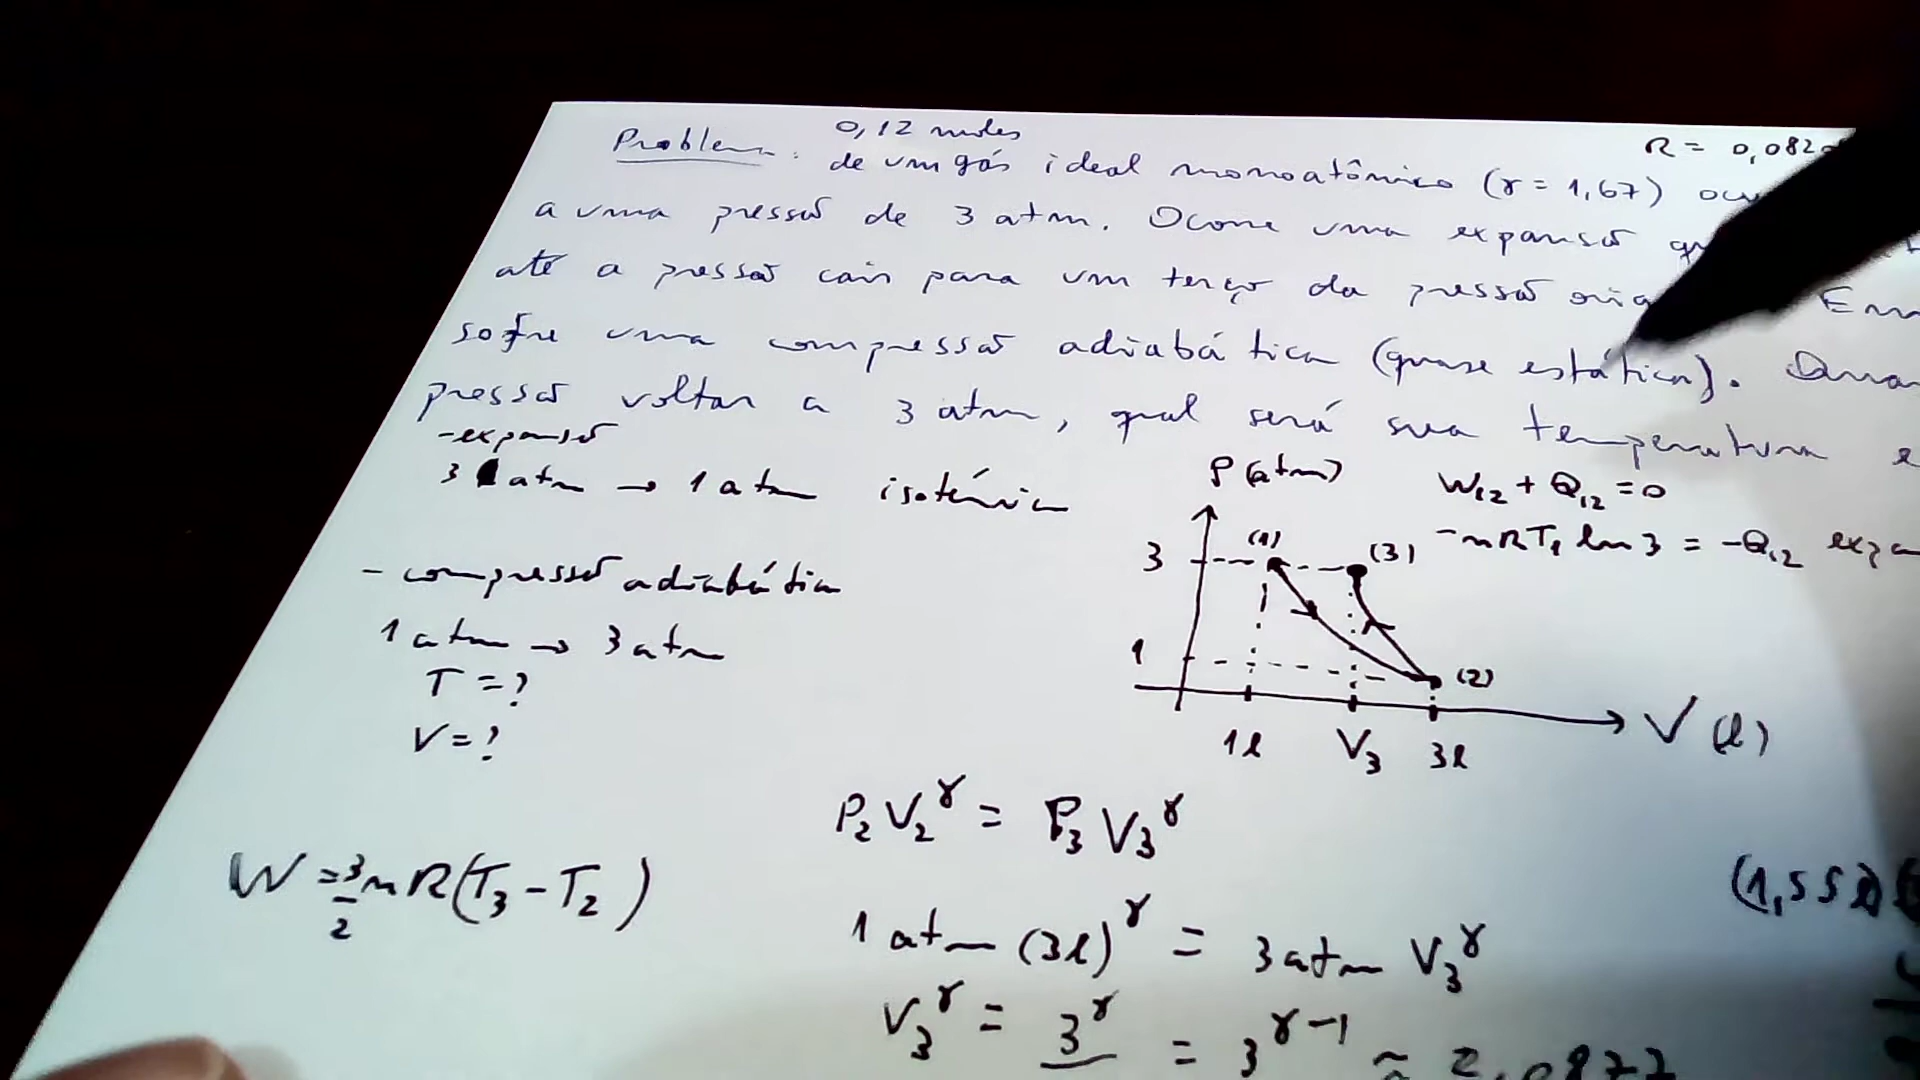 0,12 moles
Problema: de um gás ideal monoatômico (γ = 1,67)
R = 0,082
a uma pressão de 3 atm. Ocorre uma expansão
até a pressão cair para um terço da pressão
sofre uma compressão adiabática (quase estática).
pressão voltar a 3 atm, qual será sua temperatura e
- expansão
3 atm → 1 atm isotérmica
- compressão adiabática
1 atm → 3 atm
T = ?
V = ?
P (atm)
3
(1)
(3)
1
(2)
1l V₃ 3l
V (l)
W₁₂ + Q₁₂ = 0
-nRT₁ ln 3 = -Q₁₂
W = 3/2 nR(T₃ - T₂)
P₂ V₂^γ = P₃ V₃^γ
1 atm (3l)^γ = 3 atm V₃^γ
V₃^γ = 3^γ = 3^(γ-1) ≈ 2,0877
(1,55l)